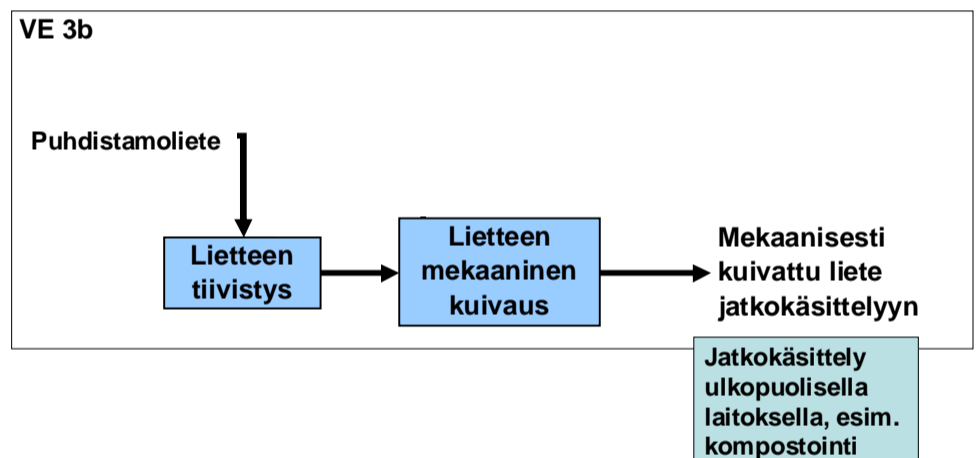 VE 3b
Puhdistamoliete
Lietteen
tiivistys
Lietteen
mekaaninen
kuivaus
Mekaanisesti
kuivattu liete
jatkokäsittelyyn
Jatkokäsittely
ulkopuolisella
laitoksella, esim.
kompostointi